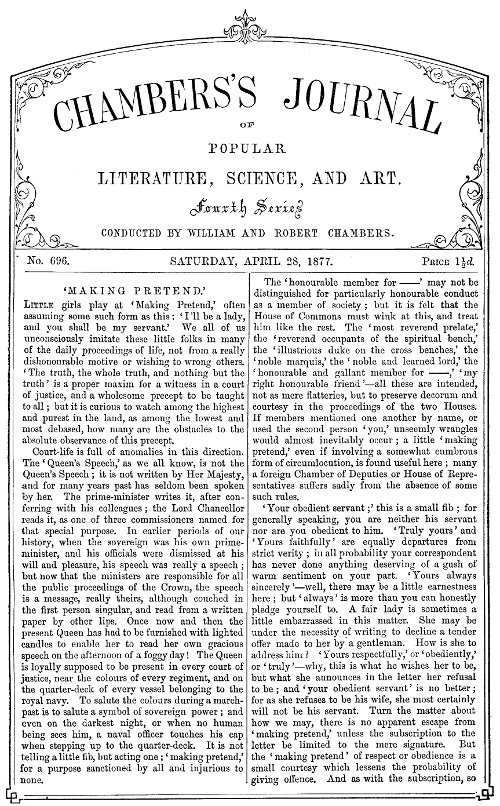 CHAMBERS'S JOURNAL
OF
POPULAR
LITERATURE, SCIENCE, AND ART.
Fourth Series
CONDUCTED BY WILLIAM AND ROBERT CHAMBERS.
No. 696.
SATURDAY, APRIL 28, 1877.
PRICE 1½d.
'MAKING PRETEND.'
LITTLE girls play at 'Making Pretend,' often
assuming some such form as this: 'I'll be a lady,
and you shall be my servant.' We all of us
unconsciously imitate these little folks in many
of the daily proceedings of life, not from a really
dishonourable motive or wishing to wrong others.
'The truth, the whole truth, and nothing but the
truth' is a proper maxim for a witness in a court
of justice, and a wholesome precept to be taught
to all; but it is curious to watch among the highest
and purest in the land, as among the lowest and
most debased, how many are the obstacles to the
absolute observance of this precept.
Court-life is full of anomalies in this direction.
The 'Queen's Speech,' as we all know, is not the
Queen's Speech; it is not written by Her Majesty,
and for many years past has seldom been spoken
by her. The prime-minister writes it, after con-
ferring with his colleagues; the Lord Chancellor
reads it, as one of three commissioners named for
that special purpose. In earlier periods of our
history, when the sovereign was his own prime-
minister, and his officials were dismissed at his
will and pleasure, his speech was really a speech;
but now that the ministers are responsible for all
the public proceedings of the Crown, the speech
is a message, really theirs, although couched in
the first person singular, and read from a written
paper by other lips. Once now and then the
present Queen has had to be furnished with lighted
candles to enable her to read her own gracious
speech on the afternoon of a foggy day! The Queen
is loyally supposed to be present in every court of
justice, near the colours of every regiment, and on
the quarter-deck of every vessel belonging to the
royal navy. To salute the colours during a march-
past is to salute a symbol of sovereign power; and
even on the darkest night, or when no human
being sees him, a naval officer touches his cap
when stepping up to the quarter-deck. It is not
telling a little fib, but acting one; 'making pretend,'
for a purpose sanctioned by all and injurious to
none.
The 'honourable member for ——' may not be
distinguished for particularly honourable conduct
as a member of society; but it is felt that the
House of Commons must wink at this, and treat
him like the rest. The 'most reverend prelate,'
the 'reverend occupants of the spiritual bench,'
the 'illustrious duke on the cross benches,' the
'noble marquis,' the 'noble and learned lord,' the
'honourable and gallant member for ——,' 'my
right honourable friend'—all these are intended,
not as mere flatteries, but to preserve decorum and
courtesy in the proceedings of the two Houses.
If members mentioned one another by name, or
used the second person 'you,' unseemly wrangles
would almost inevitably occur; a little 'making
pretend,' even if involving a somewhat cumbrous
form of circumlocution, is found useful here; many
a foreign Chamber of Deputies or House of Repre-
sentatives suffers sadly from the absence of some
such rules.
'Your obedient servant;' this is a small fib; for
generally speaking, you are neither his servant
nor are you obedient to him. 'Truly yours' and
'Yours faithfully' are equally departures from
strict verity; in all probability your correspondent
has never done anything deserving of a gush of
warm sentiment on your part. 'Yours always
sincerely'—well, there may be a little earnestness
here; but 'always' is more than you can honestly
pledge yourself to. A fair lady is sometimes a
little embarrassed in this matter. She may be
under the necessity of writing to decline a tender
offer made to her by a gentleman. How is she to
address him? 'Yours respectfully,' or 'obediently,'
or 'truly'—why, this is what he wishes her to be,
but what she announces in the letter her refusal
to be; and 'your obedient servant' is no better;
for as she refuses to be his wife, she most certainly
will not be his servant. Turn the matter about
how we may, there is no apparent escape from
'making pretend,' unless the subscription to the
letter be limited to the mere signature. But
the 'making pretend' of respect or obedience is a
small courtesy which lessens the probability of
giving offence. And as with the subscription, so